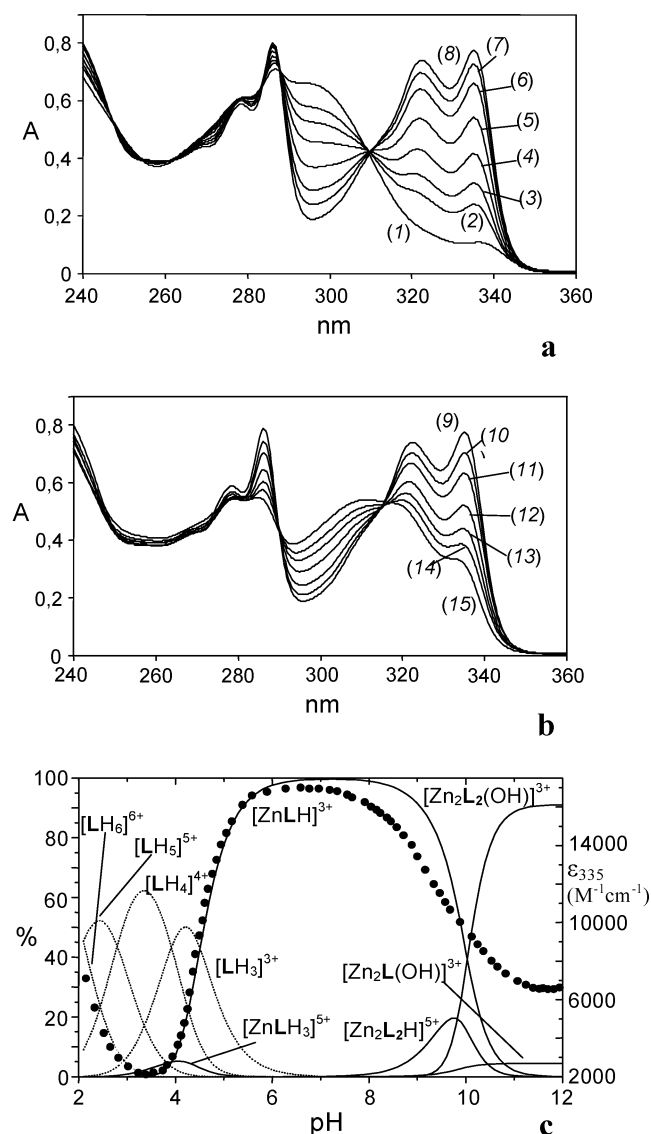 0,8
(8)
(7)
(6)
0,6
(5)
A
0,4
(4)
(3)
0,2
(1)
(2)
0
240 260 280 300 320 340 360
nm
a
0,8
(9)
(10)
(11)
0,6
A
(12)
0,4
(13)
(14)
0,2
(15)
0
240 260 280 300 320 340 360
nm
b
100
[LH6]6+
[ZnLH]3+
[Zn2L2(OH)]3+
80
[LH5]5+
14000
[LH4]4+
ε335
(M-1cm-1)
60
%
10000
40
[LH3]3+
[Zn2L(OH)]3+
6000
20
[ZnLH3]5+
[Zn2L2H]5+
0
2000
2 4 6 8 10 12
pH
c